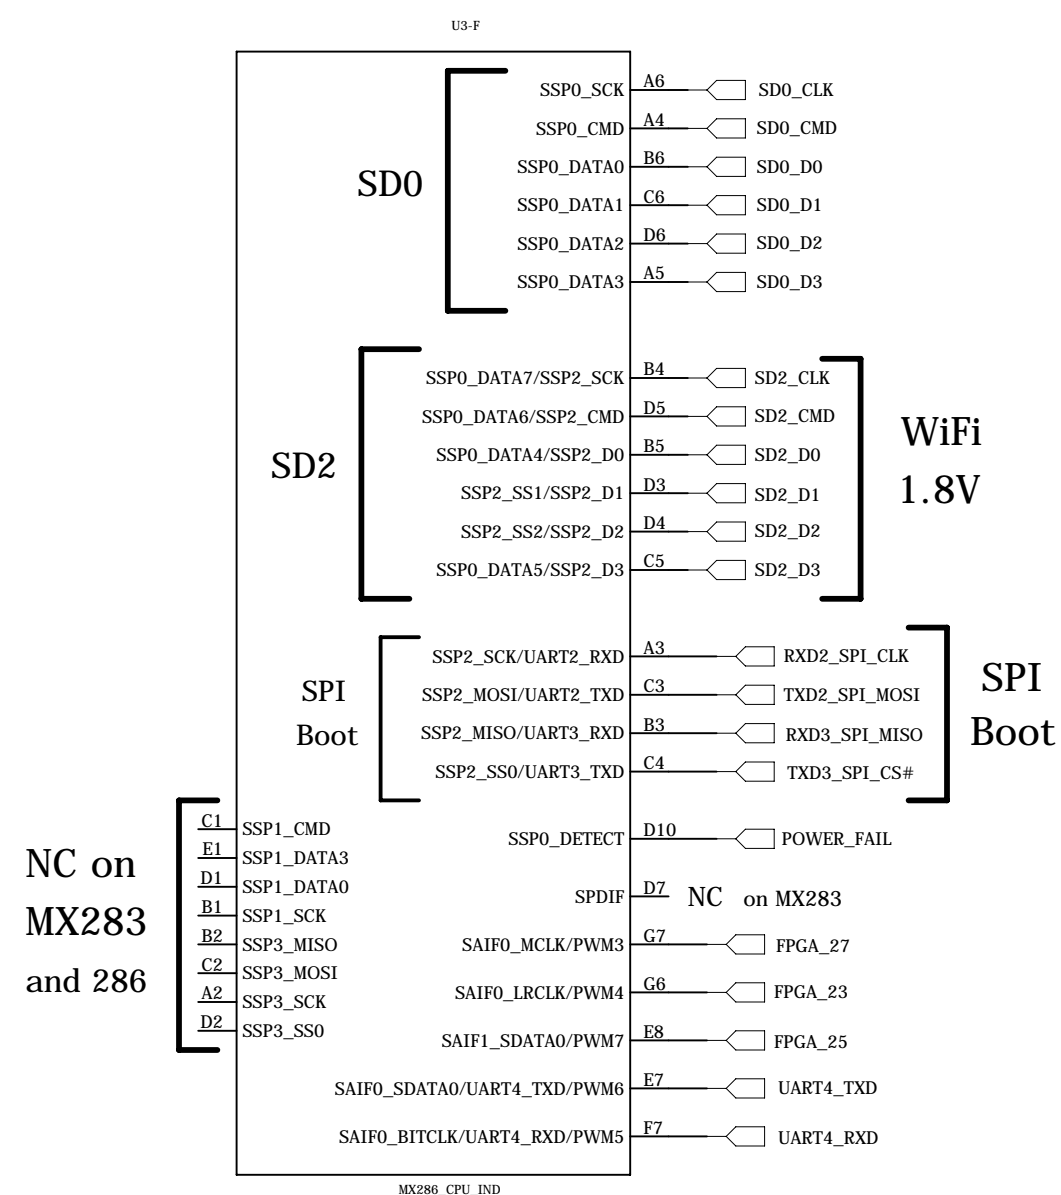 U3-F
SD0
SSP0_SCK A6 SD0_CLK
SSP0_CMD A4 SD0_CMD
SSP0_DATA0 B6 SD0_D0
SSP0_DATA1 C6 SD0_D1
SSP0_DATA2 D6 SD0_D2
SSP0_DATA3 A5 SD0_D3
SD2
SSP0_DATA7/SSP2_SCK B4 SD2_CLK
SSP0_DATA6/SSP2_CMD D5 SD2_CMD
SSP0_DATA4/SSP2_D0 B5 SD2_D0
SSP2_SS1/SSP2_D1 D3 SD2_D1
SSP2_SS2/SSP2_D2 D4 SD2_D2
SSP0_DATA5/SSP2_D3 C5 SD2_D3
WiFi
1.8V
SPI
Boot
SSP2_SCK/UART2_RXD A3 RXD2_SPI_CLK
SSP2_MOSI/UART2_TXD C3 TXD2_SPI_MOSI
SSP2_MISO/UART3_RXD B3 RXD3_SPI_MISO
SSP2_SS0/UART3_TXD C4 TXD3_SPI_CS#
SPI
Boot
NC on
MX283
and 286
C1 SSP1_CMD
E1 SSP1_DATA3
D1 SSP1_DATA0
B1 SSP1_SCK
B2 SSP3_MISO
C2 SSP3_MOSI
A2 SSP3_SCK
D2 SSP3_SS0
SSP0_DETECT D10 POWER_FAIL
SPDIF D7 NC on MX283
SAIF0_MCLK/PWM3 G7 FPGA_27
SAIF0_LRCLK/PWM4 G6 FPGA_23
SAIF1_SDATA0/PWM7 E8 FPGA_25
SAIF0_SDATA0/UART4_TXD/PWM6 E7 UART4_TXD
SAIF0_BITCLK/UART4_RXD/PWM5 F7 UART4_RXD
MX286_CPU_IND